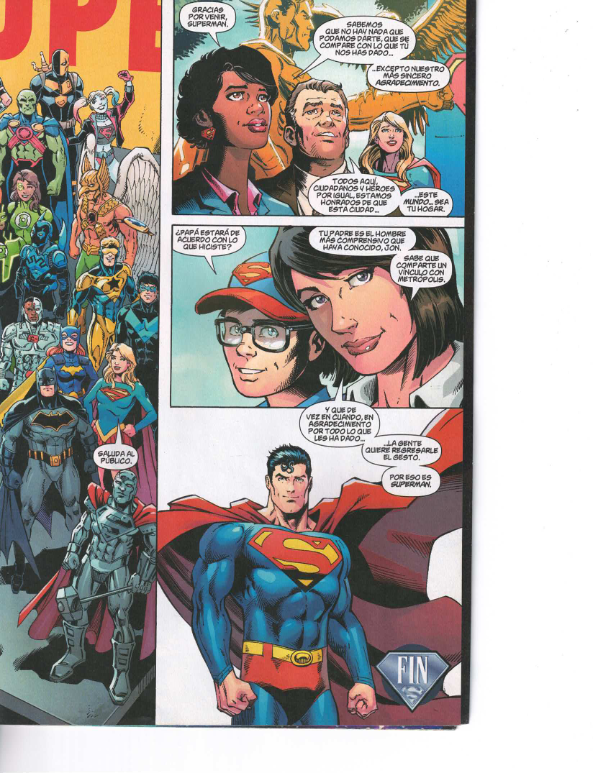 UPE
GRACIAS
POR VENIR,
SUPERMAN.
SABEMOS
QUE NO HAY NADA QUE
PODAMOS DARTE, QUE SE
COMPARE CON LO QUE TÚ
NOS HAS DADO...
...EXCEPTO NUESTRO
MÁS SINCERO
AGRADECIMIENTO.
TODOS AQUÍ,
CIUDADANOS Y HÉROES
POR IGUAL, ESTAMOS
HONRADOS DE QUE
ESTA CIUDAD...
...ESTE
MUNDO... SEA
TU HOGAR.
¿PAPÁ ESTARÁ DE
ACUERDO CON LO
QUE HICISTE?
TU PADRE ES EL HOMBRE
MÁS COMPRENSIVO QUE
HAYA CONOCIDO, JON.
SABE QUE
COMPARTE UN
VÍNCULO CON
METRÓPOLIS.
SALUDA AL
PÚBLICO.
Y QUE DE
VEZ EN CUANDO, EN
AGRADECIMIENTO
POR TODO LO QUE
LES HA DADO...
...LA GENTE
QUIERE REGRESARLE
EL GESTO.
POR ESO ES
SUPERMAN.
FIN